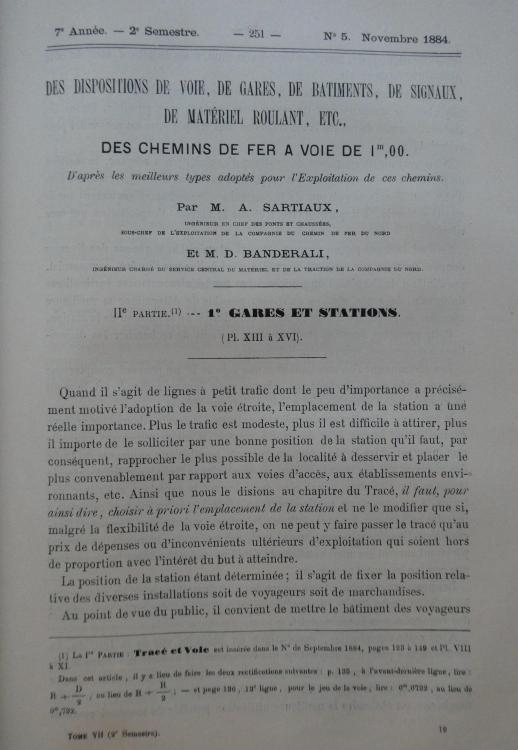 7e Année. — 2e Semestre. — 251 — No 5. Novembre 1884.
DES DISPOSITIONS DE VOIE, DE GARES, DE BATIMENTS, DE SIGNAUX,
DE MATÉRIEL ROULANT, ETC.,
DES CHEMINS DE FER A VOIE DE 1m,00.
D'après les meilleurs types adoptés pour l'Exploitation de ces chemins.
Par M. A. SARTIAUX,
INGÉNIEUR EN CHEF DES PONTS ET CHAUSSÉES,
SOUS-CHEF DE L'EXPLOITATION DE LA COMPAGNIE DU CHEMIN DE FER DU NORD
Et M. D. BANDERALI,
INGÉNIEUR CHARGÉ DU SERVICE CENTRAL DU MATÉRIEL ET DE LA TRACTION DE LA COMPAGNIE DU NORD.
IIe PARTIE.(1) --- 1o GARES ET STATIONS.
(Pl. XIII à XVI).
Quand il s'agit de lignes à petit trafic dont le peu d'importance a précisé-
ment motivé l'adoption de la voie étroite, l'emplacement de la station a une
réelle importance. Plus le trafic est modeste, plus il est difficile à attirer, plus
il importe de le solliciter par une bonne position de la station qu'il faut, par
conséquent, rapprocher le plus possible de la localité à desservir et placer le
plus convenablement par rapport aux voies d'accès, aux établissements envi-
ronnants, etc. Ainsi que nous le disions au chapitre du Tracé, il faut, pour
ainsi dire, choisir à priori l'emplacement de la station et ne le modifier que si,
malgré la flexibilité de la voie étroite, on ne peut y faire passer le tracé qu'au
prix de dépenses ou d'inconvénients ultérieurs d'exploitation qui soient hors
de proportion avec l'intérêt du but à atteindre.
La position de la station étant déterminée ; il s'agit de fixer la position rela-
tive des diverses installations soit de voyageurs soit de marchandises.
Au point de vue du public, il convient de mettre le bâtiment des voyageurs
(1) La Ire PARTIE : Tracé et Voie est insérée dans le No de Septembre 1884, pages 123 à 149 et Pl. VIII
à XI.
Dans cet article, il y a lieu de faire les deux rectifications suivantes : p. 135, à l'avant-dernière ligne, lire :
R + D/2, au lieu de R + R/2 ; — et page 136, 13e ligne, pour le jeu de la voie, lire : 0m,0792, au lieu de
0m,792.
TOME VII (2e Semestre). 19